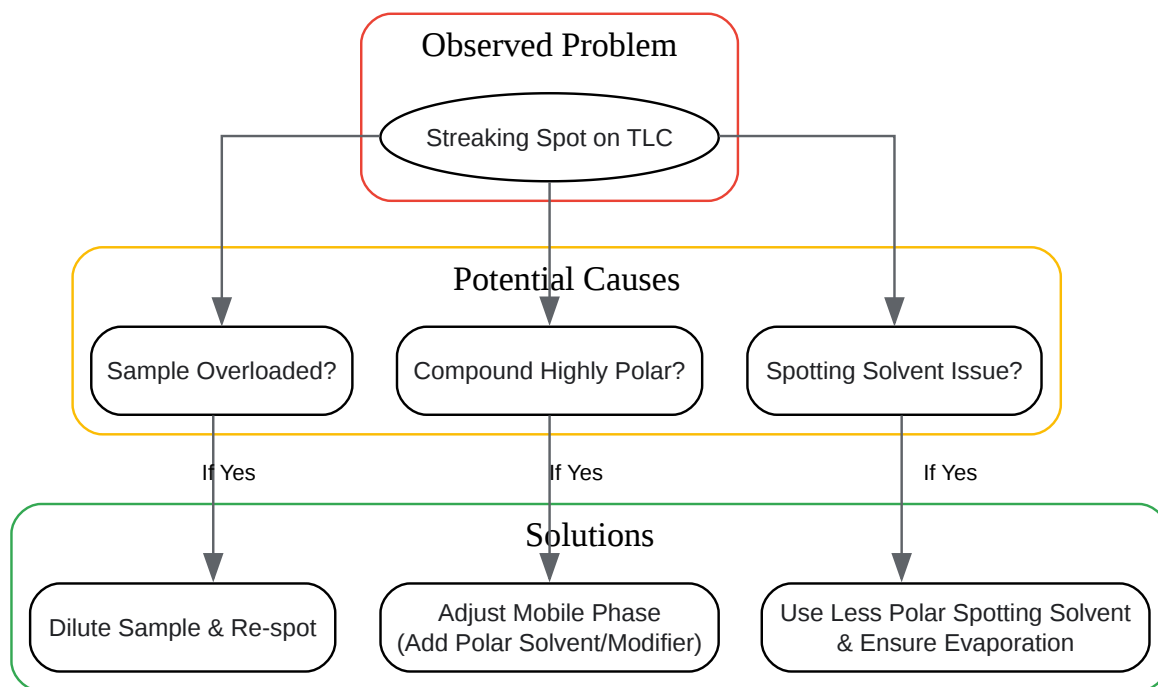 Observed Problem
Streaking Spot on TLC
Potential Causes
Sample Overloaded?
Compound Highly Polar?
Spotting Solvent Issue?
If Yes
If Yes
If Yes
Solutions
Dilute Sample & Re-spot
Adjust Mobile Phase
(Add Polar Solvent/Modifier)
Use Less Polar Spotting Solvent
& Ensure Evaporation